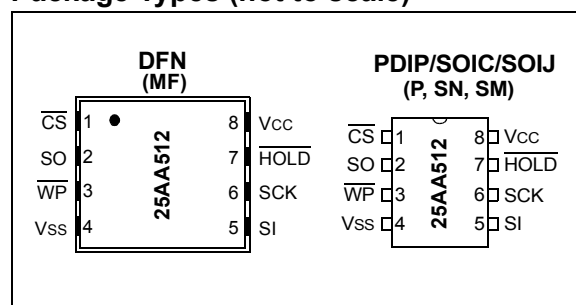 Package Types (not to scale)
DFN
(MF)
CS 1 8 VCC
SO 2 7 HOLD
WP 3 6 SCK
VSS 4 5 SI
25AA512
PDIP/SOIC/SOIJ
(P, SN, SM)
CS 1 8 VCC
SO 2 7 HOLD
WP 3 6 SCK
VSS 4 5 SI
25AA512